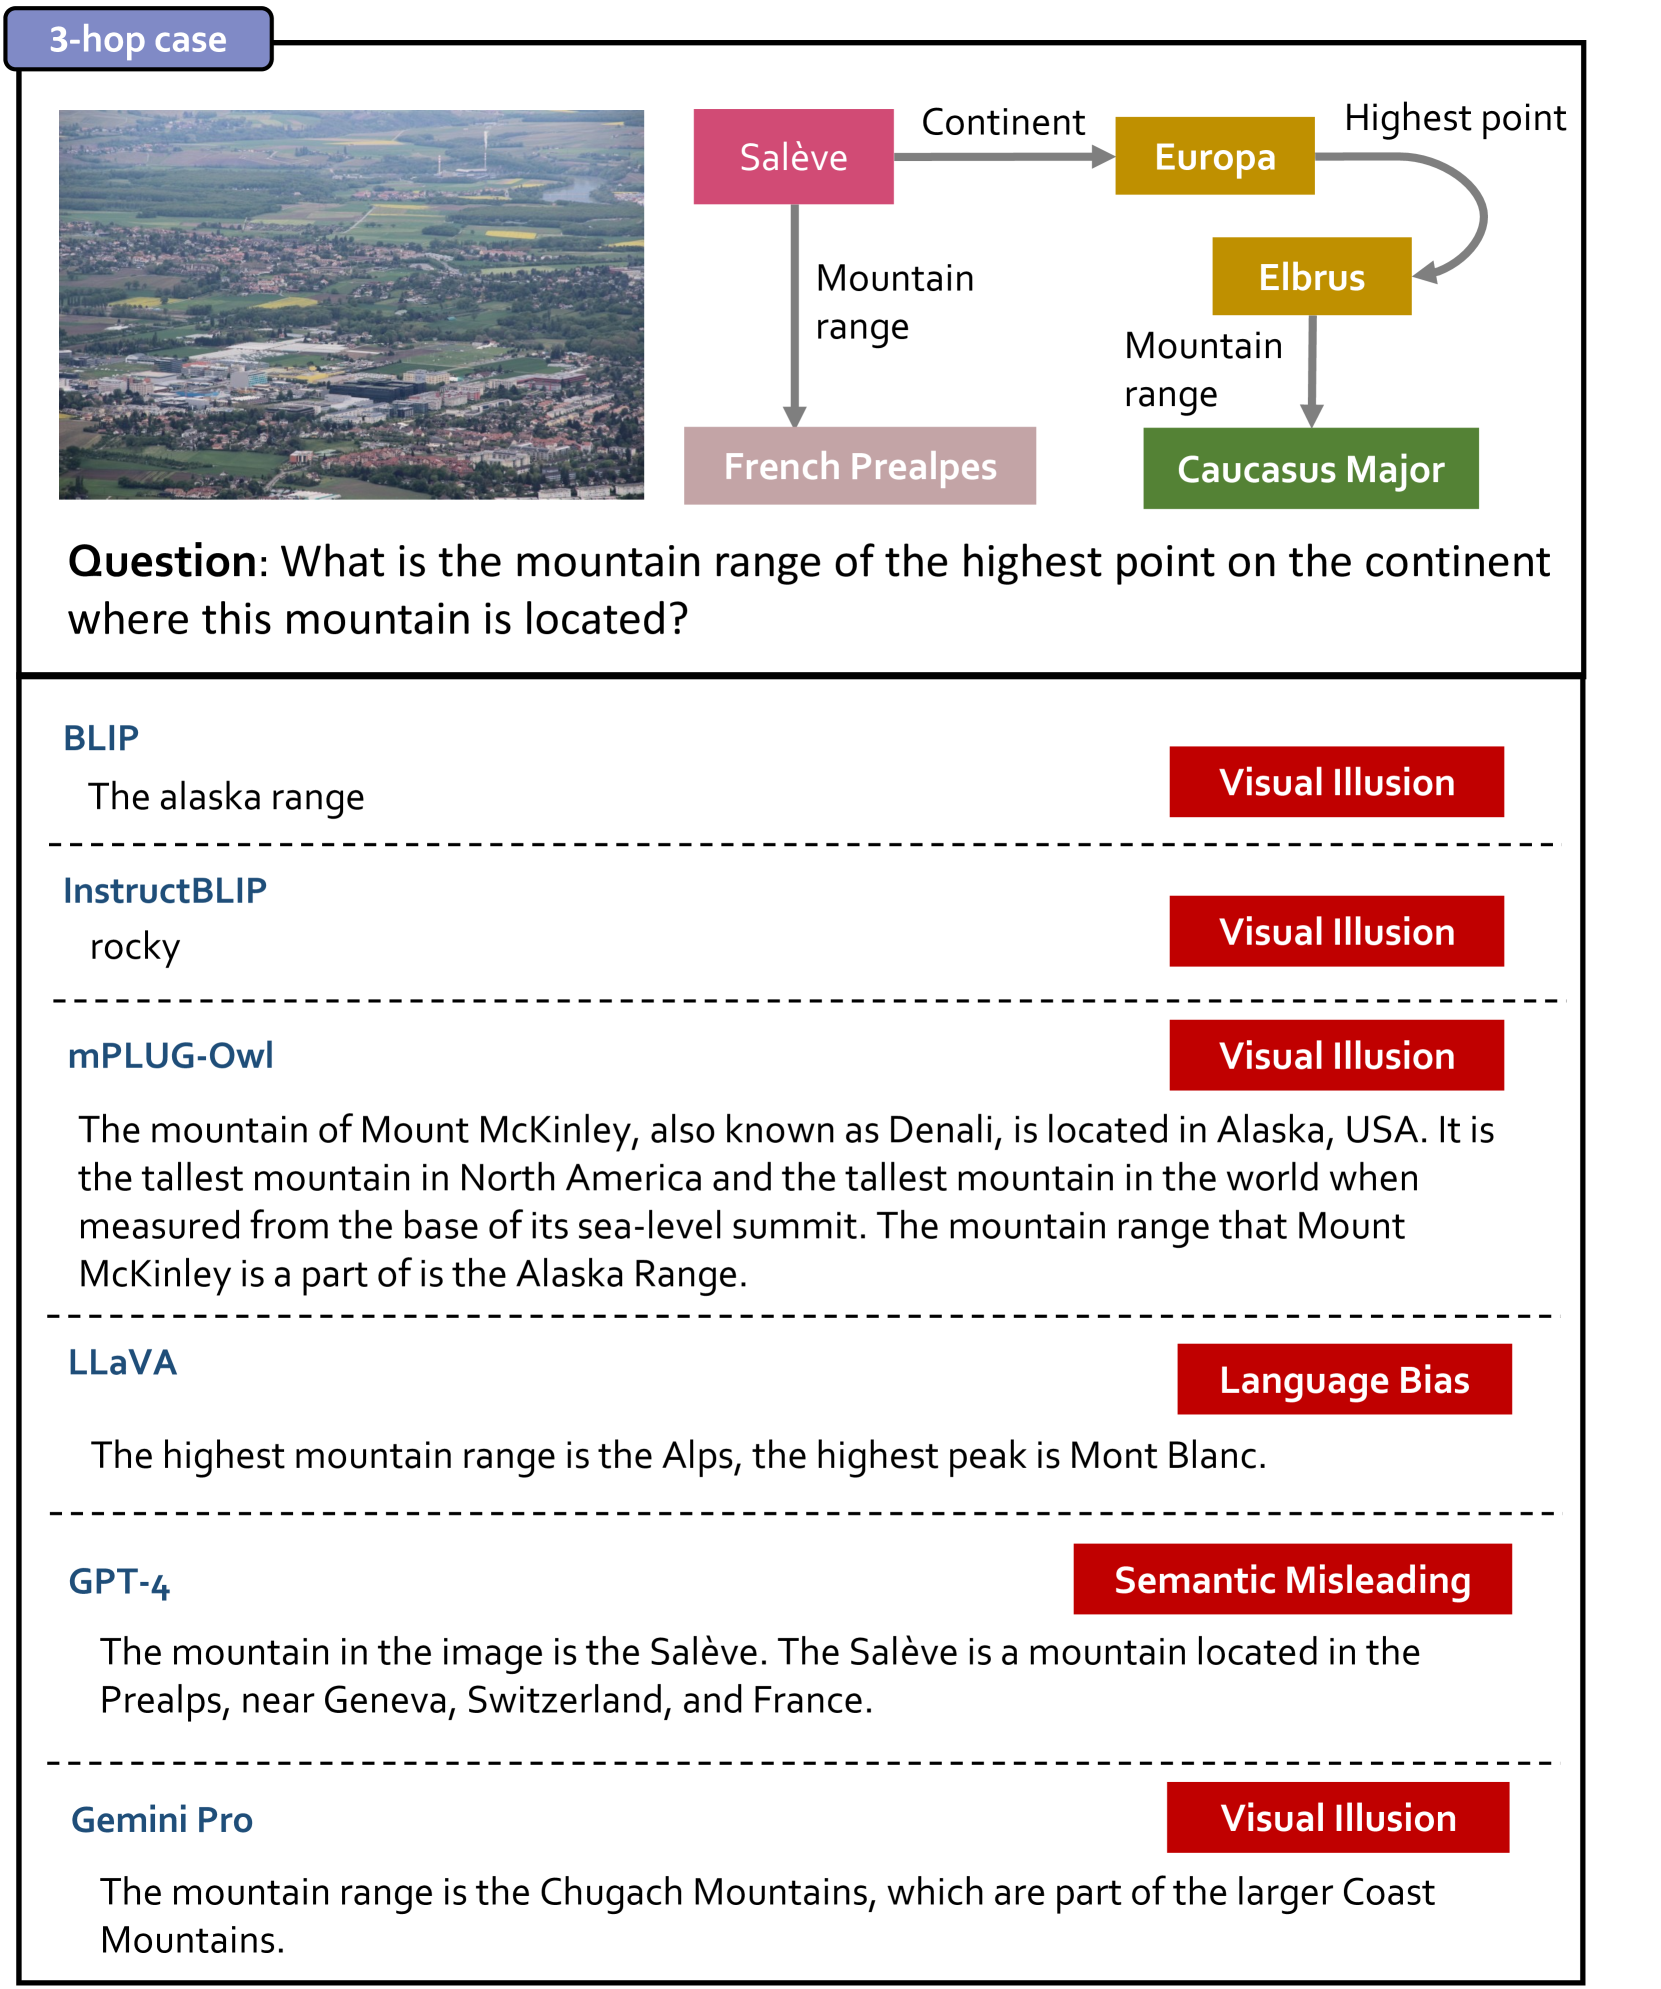 3-hop case
Salève
Continent
Europa
Highest point
Elbrus
Mountain
range
Mountain
range
French Prealpes
Caucasus Major
Question: What is the mountain range of the highest point on the continent
where this mountain is located?
BLIP
Visual Illusion
The alaska range
InstructBLIP
Visual Illusion
rocky
mPLUG-Owl
Visual Illusion
The mountain of Mount McKinley, also known as Denali, is located in Alaska, USA. It is
the tallest mountain in North America and the tallest mountain in the world when
measured from the base of its sea-level summit. The mountain range that Mount
McKinley is a part of is the Alaska Range.
LLaVA
Language Bias
The highest mountain range is the Alps, the highest peak is Mont Blanc.
GPT-4
Semantic Misleading
The mountain in the image is the Salève. The Salève is a mountain located in the
Prealps, near Geneva, Switzerland, and France.
Gemini Pro
Visual Illusion
The mountain range is the Chugach Mountains, which are part of the larger Coast
Mountains.